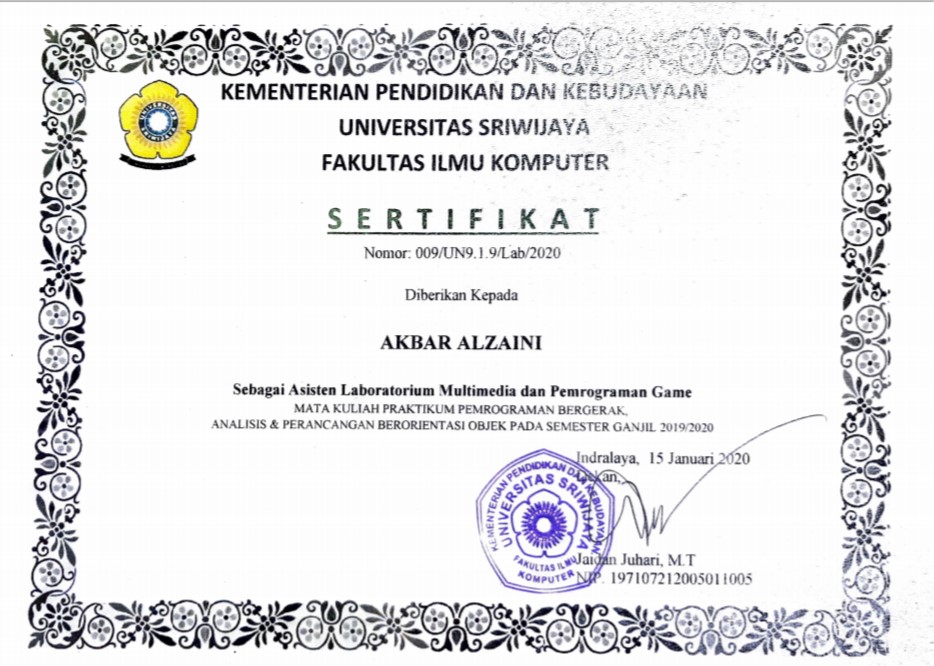 KEMENTERIAN PENDIDIKAN DAN KEBUDAYAAN
UNIVERSITAS SRIWIJAYA
FAKULTAS ILMU KOMPUTER
SERTIFIKAT
Nomor: 009/UN9.1.9/Lab/2020
Diberikan Kepada
AKBAR ALZAINI
Sebagai Asisten Laboratorium Multimedia dan Pemrograman Game
MATA KULIAH PRAKTIKUM PEMROGRAMAN BERGERAK,
ANALISIS & PERANCANGAN BERORIENTASI OBJEK PADA SEMESTER GANJIL 2019/2020
Indralaya, 15 Januari 2020
Dekan,
KEMENTERIAN PENDIDIKAN DAN KEBUDAYAAN
UNIVERSITAS SRIWIJAYA
FAKULTAS ILMU
KOMPUTER
Jaidan Juhari, M.T
NIP. 197107212005011005